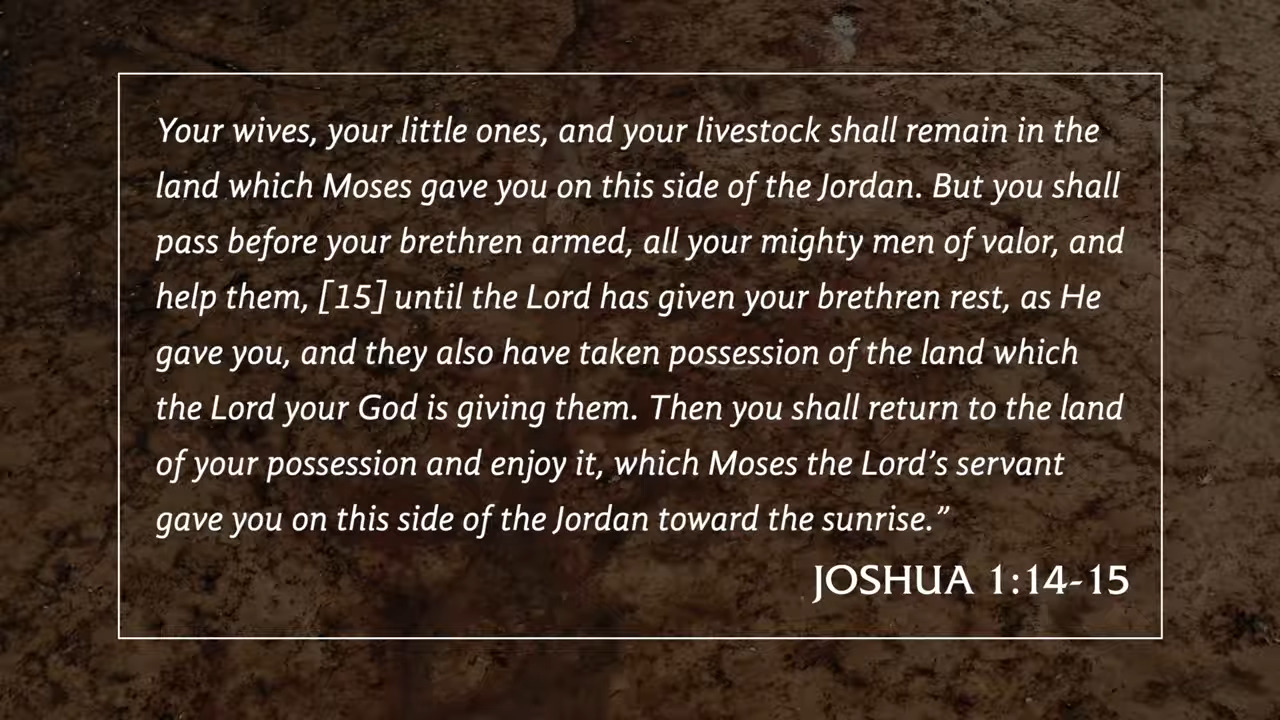 Your wives, your little ones, and your livestock shall remain in the
land which Moses gave you on this side of the Jordan. But you shall
pass before your brethren armed, all your mighty men of valor, and
help them, [15] until the Lord has given your brethren rest, as He
gave you, and they also have taken possession of the land which
the Lord your God is giving them. Then you shall return to the land
of your possession and enjoy it, which Moses the Lord’s servant
gave you on this side of the Jordan toward the sunrise.”
JOSHUA 1:14-15